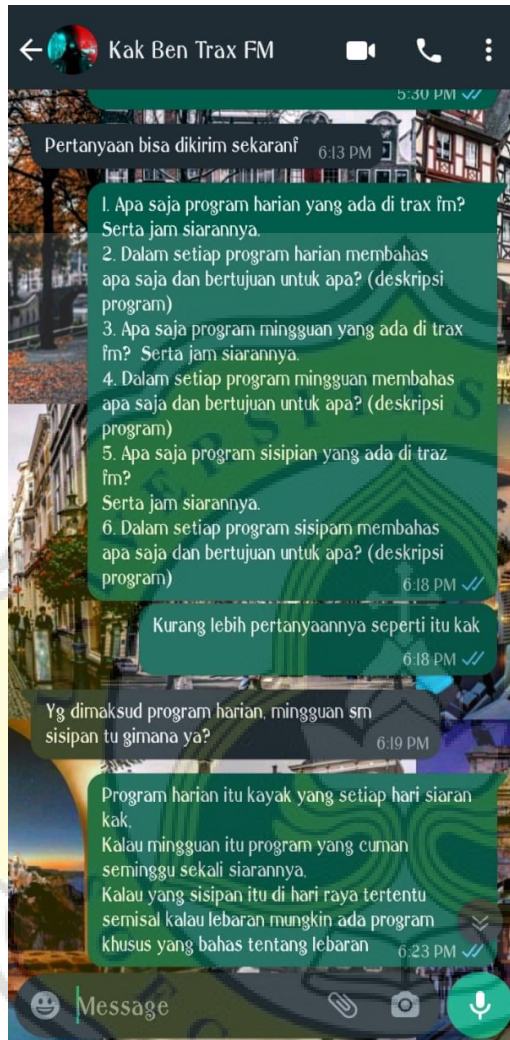 Kak Ben Trax FM
5:30 PM
Pertanyaan bisa dikirim sekaranf
6:13 PM
1. Apa saja program harian yang ada di trax fm?
Serta jam siarannya.
2. Dalam setiap program harian membahas
apa saja dan bertujuan untuk apa? (deskripsi
program)
3. Apa saja program mingguan yang ada di trax
fm? Serta jam siarannya.
4. Dalam setiap program mingguan membahas
apa saja dan bertujuan untuk apa? (deskripsi
program)
5. Apa saja program sisipian yang ada di traz
fm?
Serta jam siarannya.
6. Dalam setiap program sisipam membahas
apa saja dan bertujuan untuk apa? (deskripsi
program)
6:18 PM
Kurang lebih pertanyaannya seperti itu kak
6:18 PM
Yg dimaksud program harian, mingguan sm
sisipan tu gimana ya?
6:19 PM
Program harian itu kayak yang setiap hari siaran
kak,
Kalau mingguan itu program yang cuman
seminggu sekali siarannya,
Kalau yang sisipan itu di hari raya tertentu
semisal kalau lebaran mungkin ada program
khusus yang bahas tentang lebaran
6:23 PM
Message